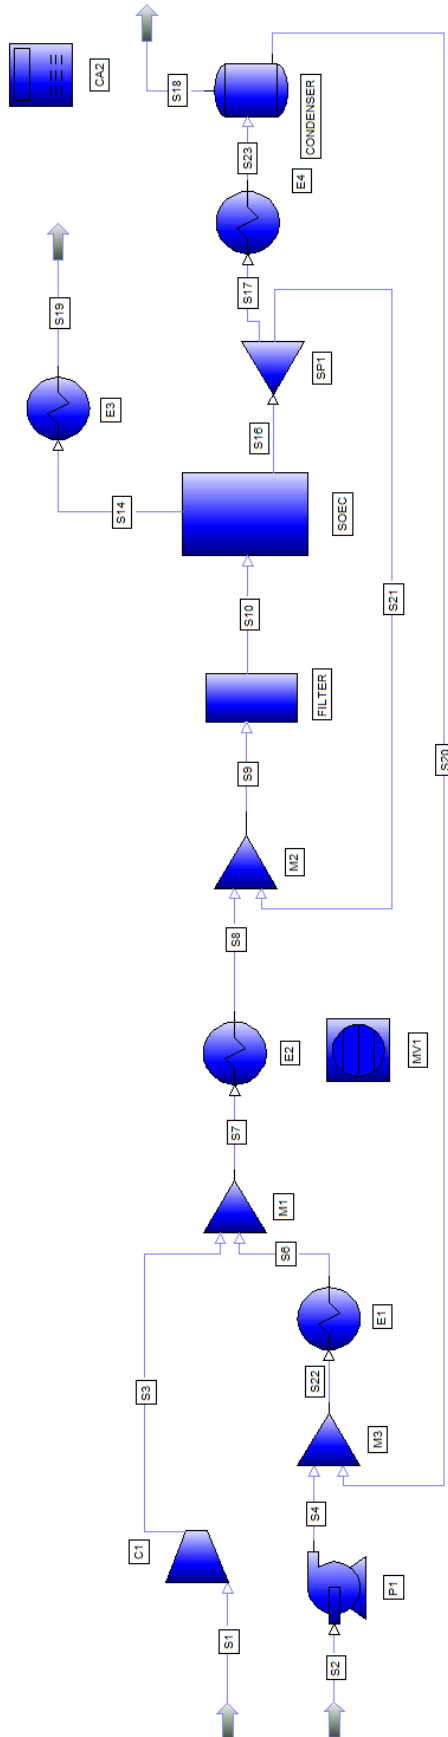 S1
C1
S3
S2
P1
S4
M3
S22
E1
S6
M1
S7
E2
MV1
S8
M2
S9
FILTER
S10
SOEC
S14
E3
S19
S16
SP1
S21
S17
E4
S23
CONDENSER
S18
S20
CA2